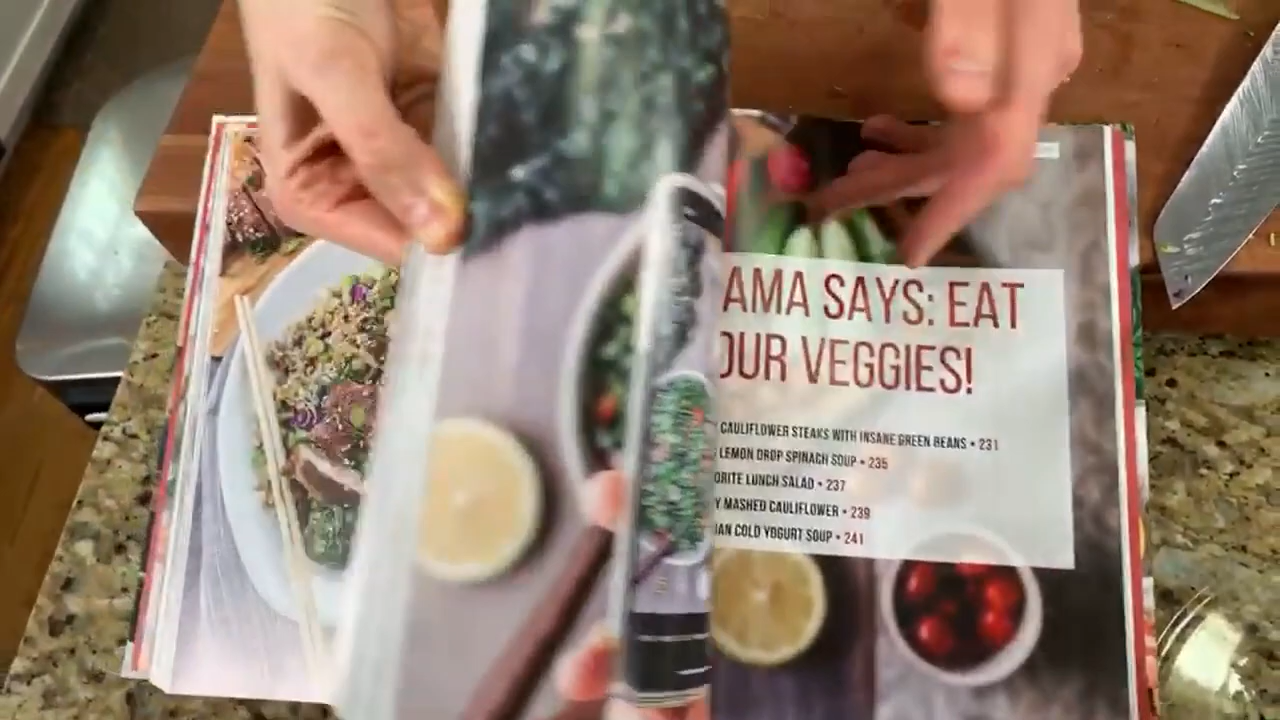 AMA SAYS: EAT
OUR VEGGIES!
CAULIFLOWER STEAKS WITH INSANE GREEN BEANS • 231
LEMON DROP SPINACH SOUP • 235
ORITE LUNCH SALAD • 237
Y MASHED CAULIFLOWER • 239
IAN COLD YOGURT SOUP • 241